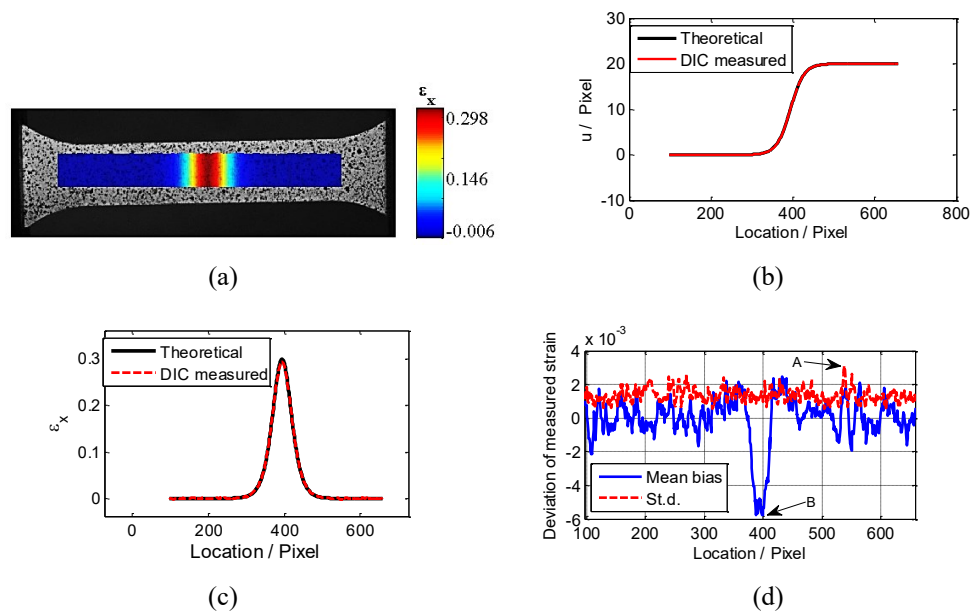 ε_x
0.298
0.146
-0.006
(a)
30
20
10
0
-10
0 200 400 600 800
u / Pixel
Location / Pixel
Theoretical
DIC measured
(b)
0.3
0.2
0.1
0
0 200 400 600
ε_x
Location / Pixel
Theoretical
DIC measured
(c)
x 10^-3
4
2
0
-2
-4
-6
100 200 300 400 500 600
Deviation of measured strain
Location / Pixel
A
B
Mean bias
St.d.
(d)